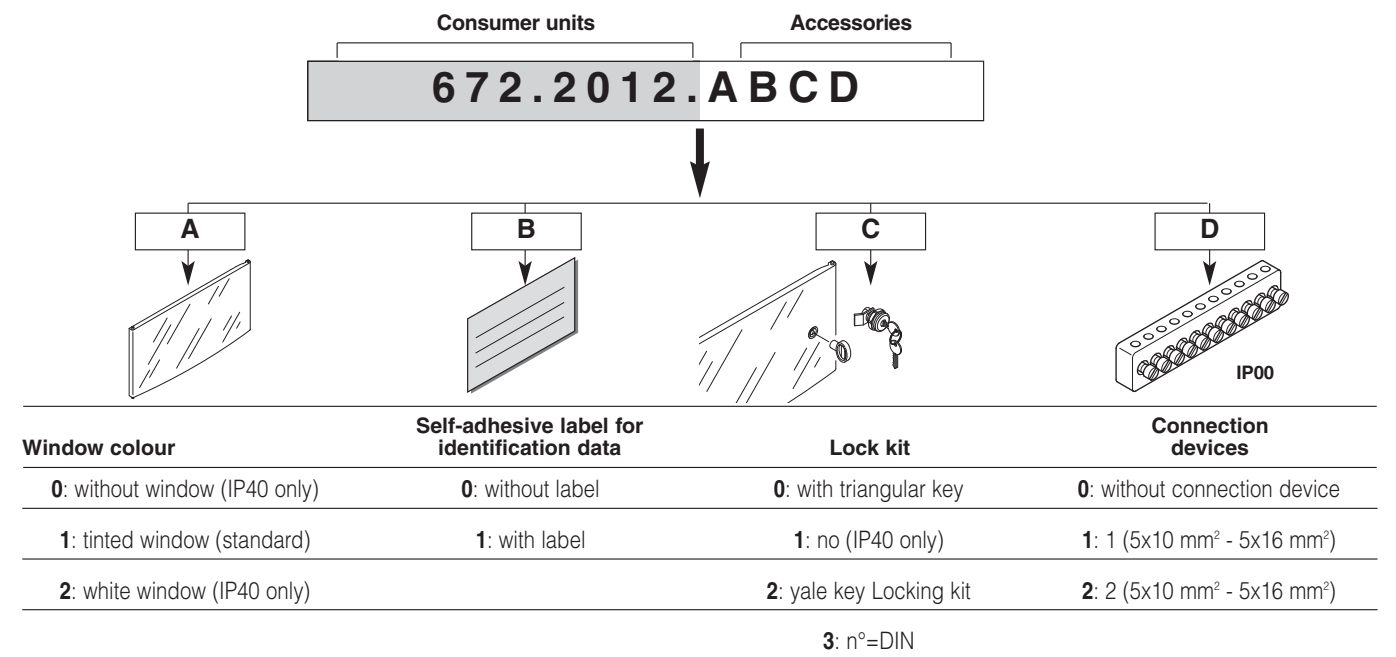 Consumer units Accessories
672.2012.ABCD
A B C D
IP00
Window colour Self-adhesive label for identification data Lock kit Connection devices
0: without window (IP40 only) 0: without label 0: with triangular key 0: without connection device
1: tinted window (standard) 1: with label 1: no (IP40 only) 1: 1 (5x10 mm² - 5x16 mm²)
2: white window (IP40 only) 2: yale key Locking kit 2: 2 (5x10 mm² - 5x16 mm²)
3: n°=DIN